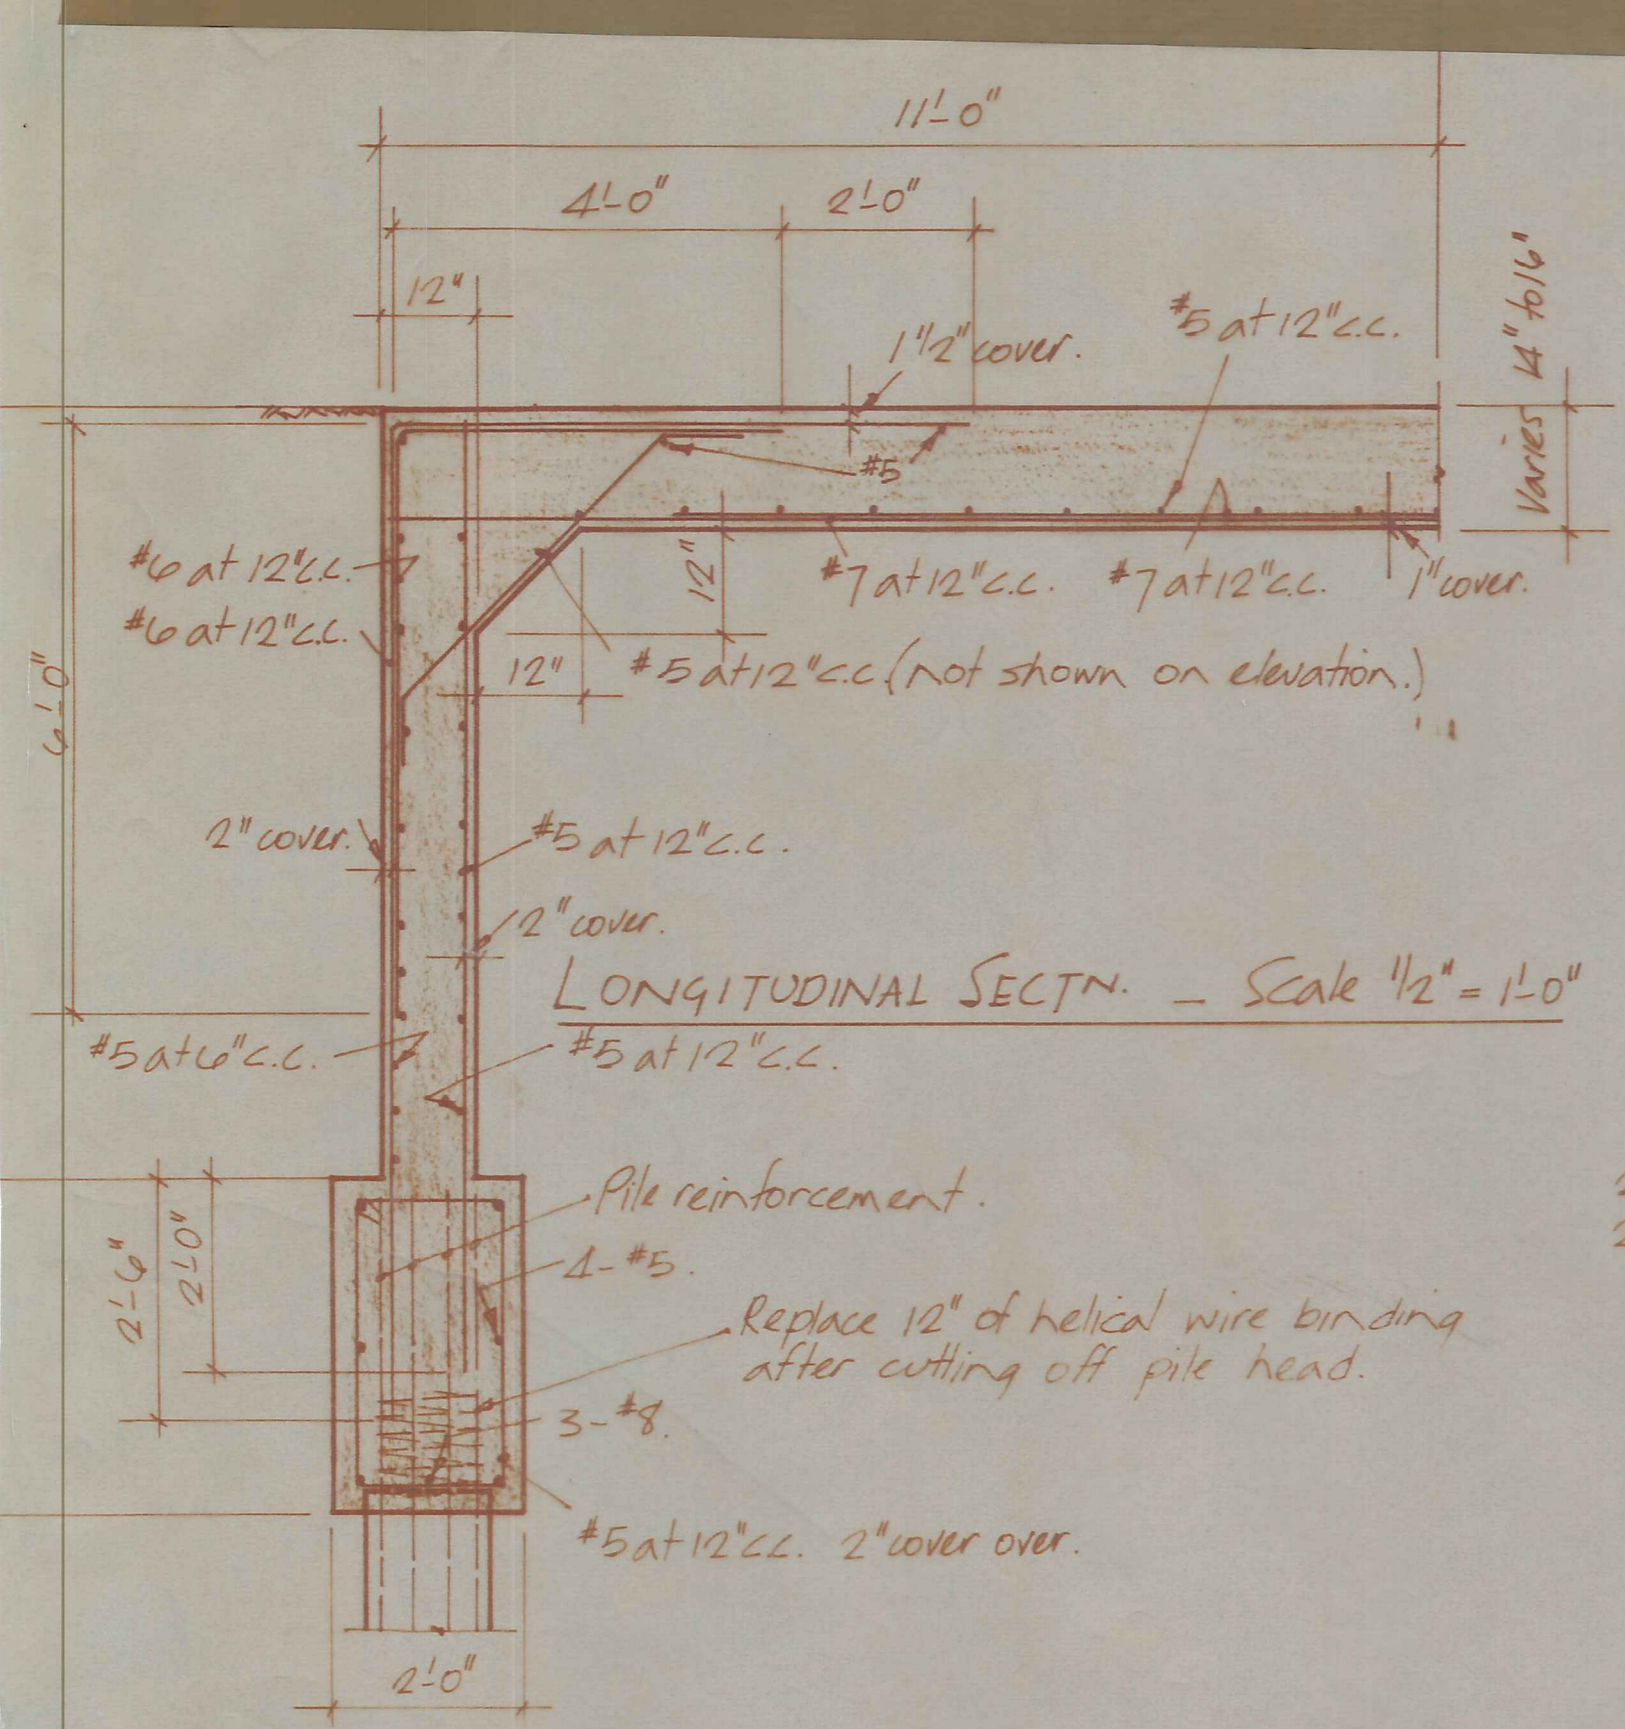 11'-0"
4'-0" 2'-0"
12"
1 1/2" cover.
#5 at 12" c.c.
Varies 14" to 16"
#5
#6 at 12" c.c.
#6 at 12" c.c.
12"
#7 at 12" c.c. #7 at 12" c.c. 1" cover.
12"
#5 at 12" c.c. (not shown on elevation.)
6'-0"
2" cover.
#5 at 12" c.c.
2" cover.
LONGITUDINAL SECTN. – Scale 1/2" = 1'-0"
#5 at 6" c.c.
#5 at 12" c.c.
Pile reinforcement.
2'-6"
2'-0"
4-#5.
Replace 12" of helical wire binding
after cutting off pile head.
3-#8.
#5 at 12" c.c. 2" cover over.
2'-0"